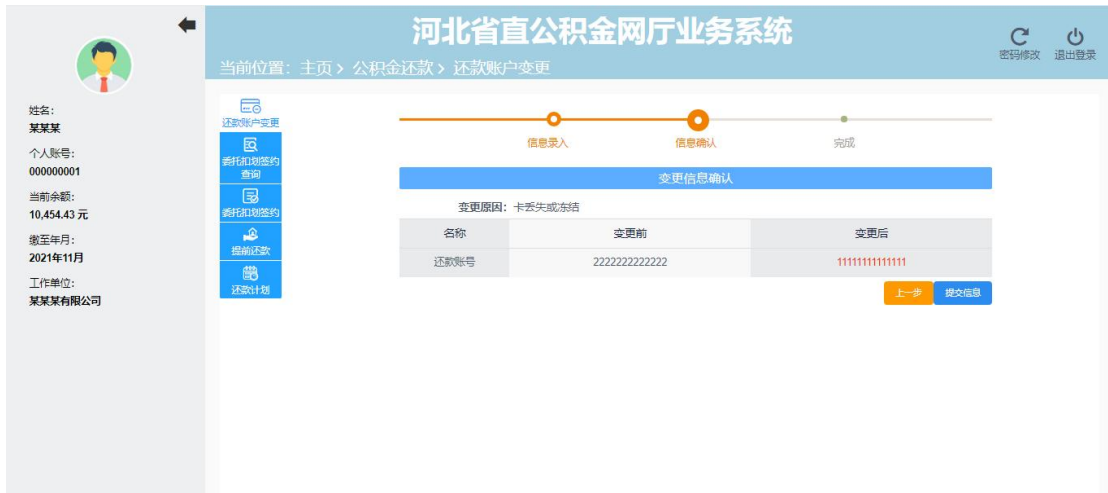 河北省直公积金网厅业务系统
密码修改 退出登录
当前位置：主页 > 公积金还款 > 还款账户变更
姓名：
某某某
个人账号：
000000001
当前余额：
10,454.43 元
缴至年月：
2021年11月
工作单位：
某某某有限公司
还款账户变更
委托扣划签约
查询
委托扣划签约
提前还款
还款计划
信息录入 信息确认 完成
变更信息确认
变更原因： 卡丢失或冻结
名称 变更前 变更后
还款账号 2222222222222 11111111111111
上一步 提交信息